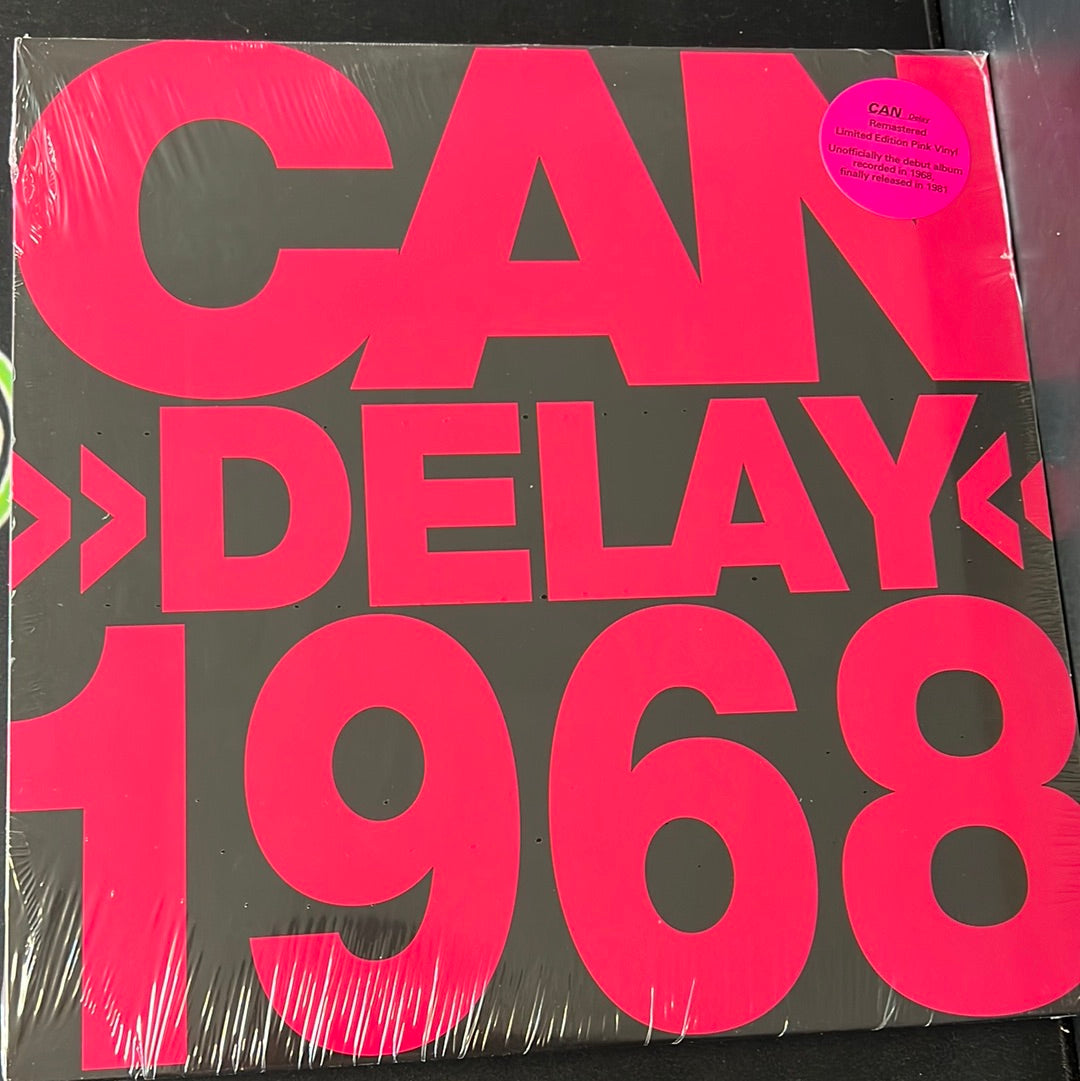 CAN
CAN Delay
Remastered
Limited Edition Pink Vinyl
Unofficially the debut album
recorded in 1968,
finally released in 1981
>>DELAY<<
1968